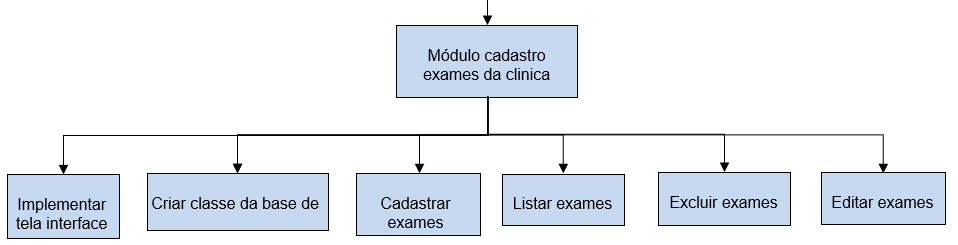 Módulo cadastro
exames da clinica
Implementar
tela interface
Criar classe da base de
Cadastrar
exames
Listar exames
Excluir exames
Editar exames